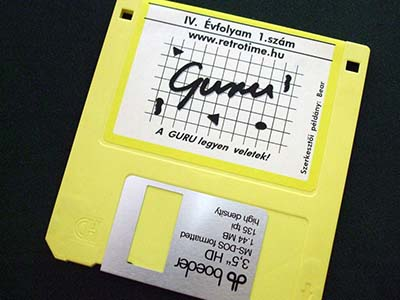 IV. Évfolyam 1.szám
www.retrotime.hu
Guru
A GURU legyen veletek!
Szerkesztői példány: Bear
boeder
3,5" HD
MS-DOS formatted
1.44 MB
135 tpi
high density
HD